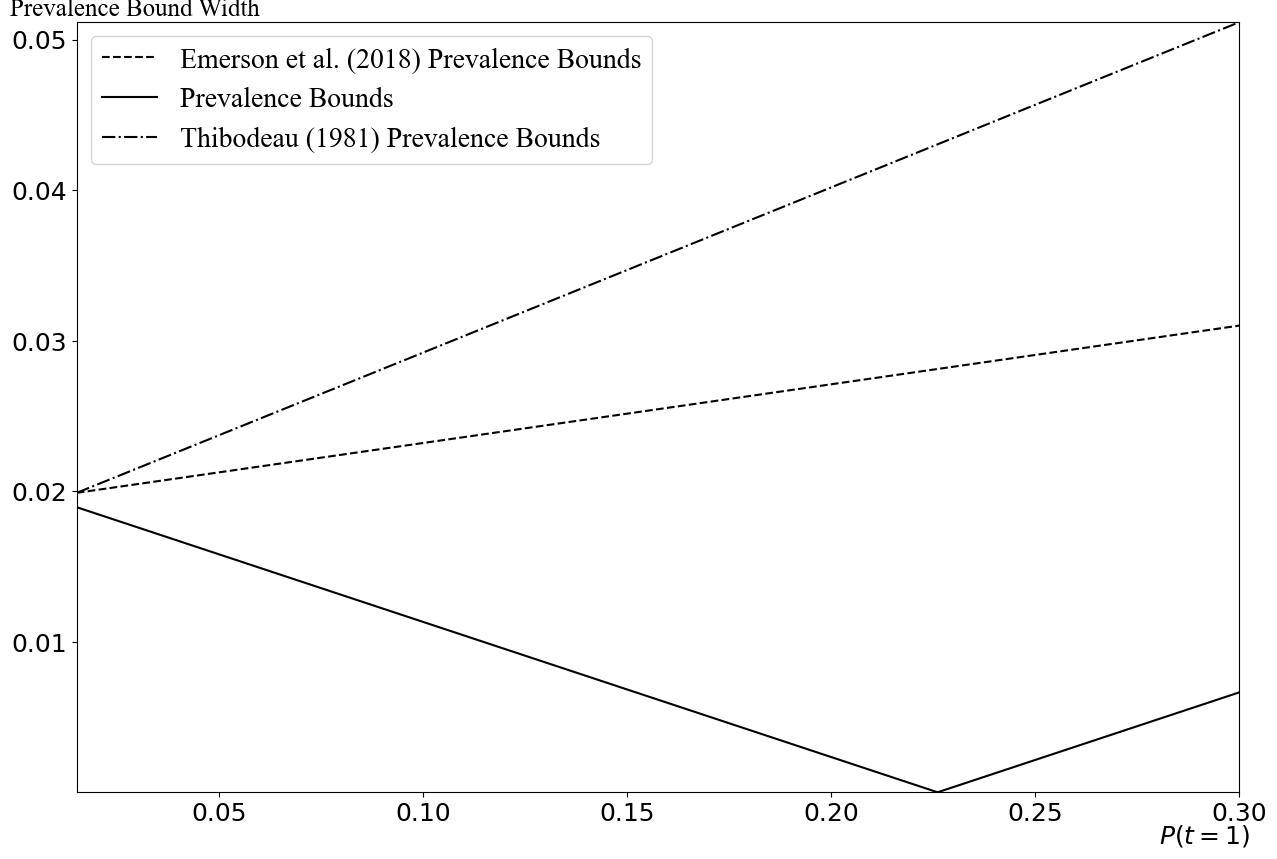 Prevalence Bound Width
0.05
Emerson et al. (2018) Prevalence Bounds
Prevalence Bounds
Thibodeau (1981) Prevalence Bounds
0.04
0.03
0.02
0.01
0.05 0.10 0.15 0.20 0.25 0.30
P(t = 1)